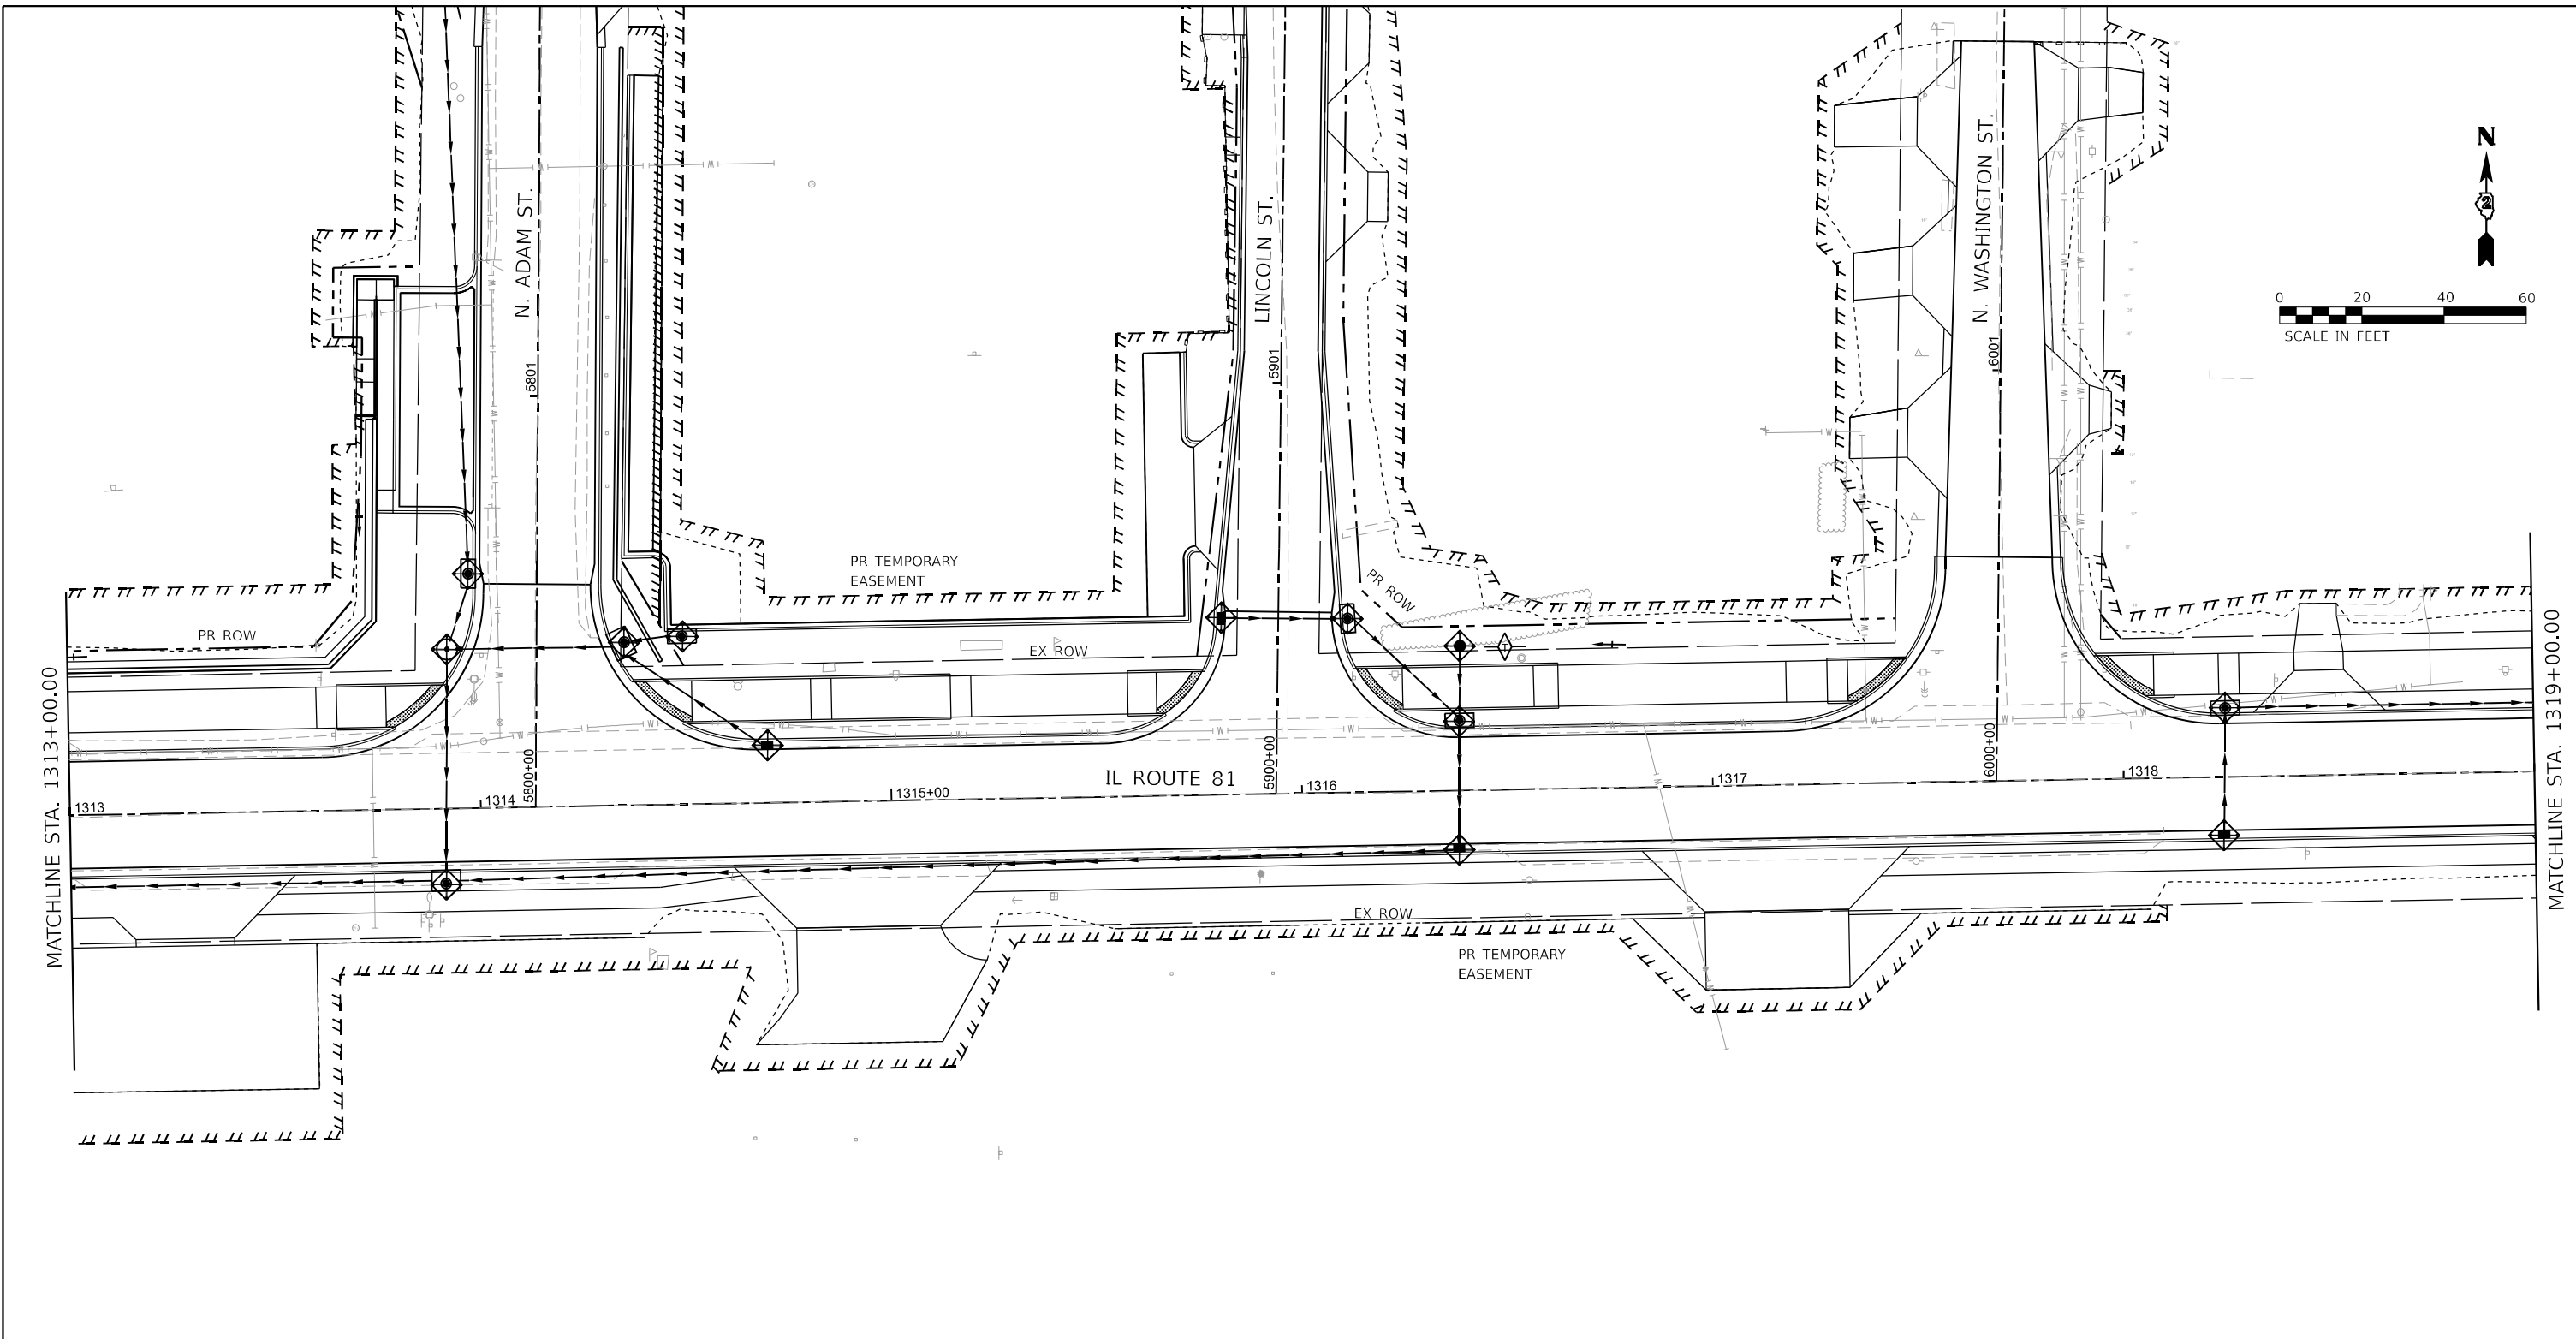 N. ADAM ST.
LINCOLN ST.
N. WASHINGTON ST.
N
2
0 20 40 60
SCALE IN FEET
5801
5901
6001
PR TEMPORARY
EASEMENT
PR ROW
PR ROW
EX ROW
MATCHLINE STA. 1313+00.00
MATCHLINE STA. 1319+00.00
5800+00
5900+00
6000+00
IL ROUTE 81
1313
1314
1315+00
1316
1317
1318
EX ROW
PR TEMPORARY
EASEMENT